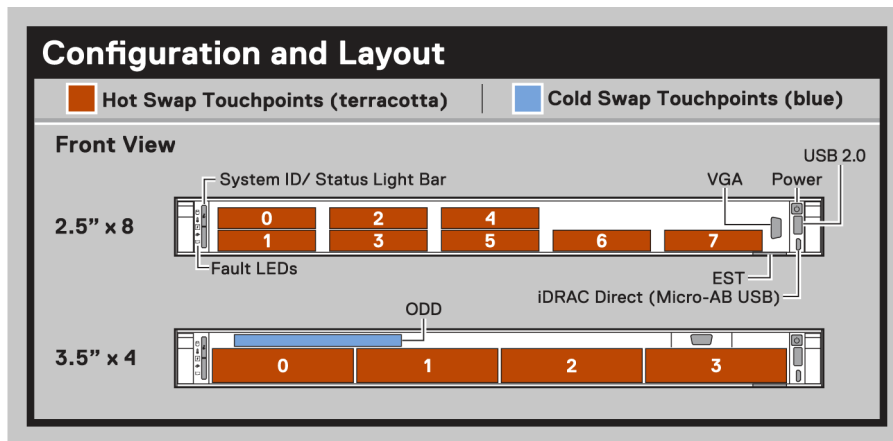 Configuration and Layout
Hot Swap Touchpoints (terracotta)
Cold Swap Touchpoints (blue)
Front View
USB 2.0
System ID/ Status Light Bar
VGA
Power
2.5” x 8
0
2
4
1
3
5
6
7
Fault LEDs
EST
iDRAC Direct (Micro-AB USB)
ODD
3.5” x 4
0
1
2
3